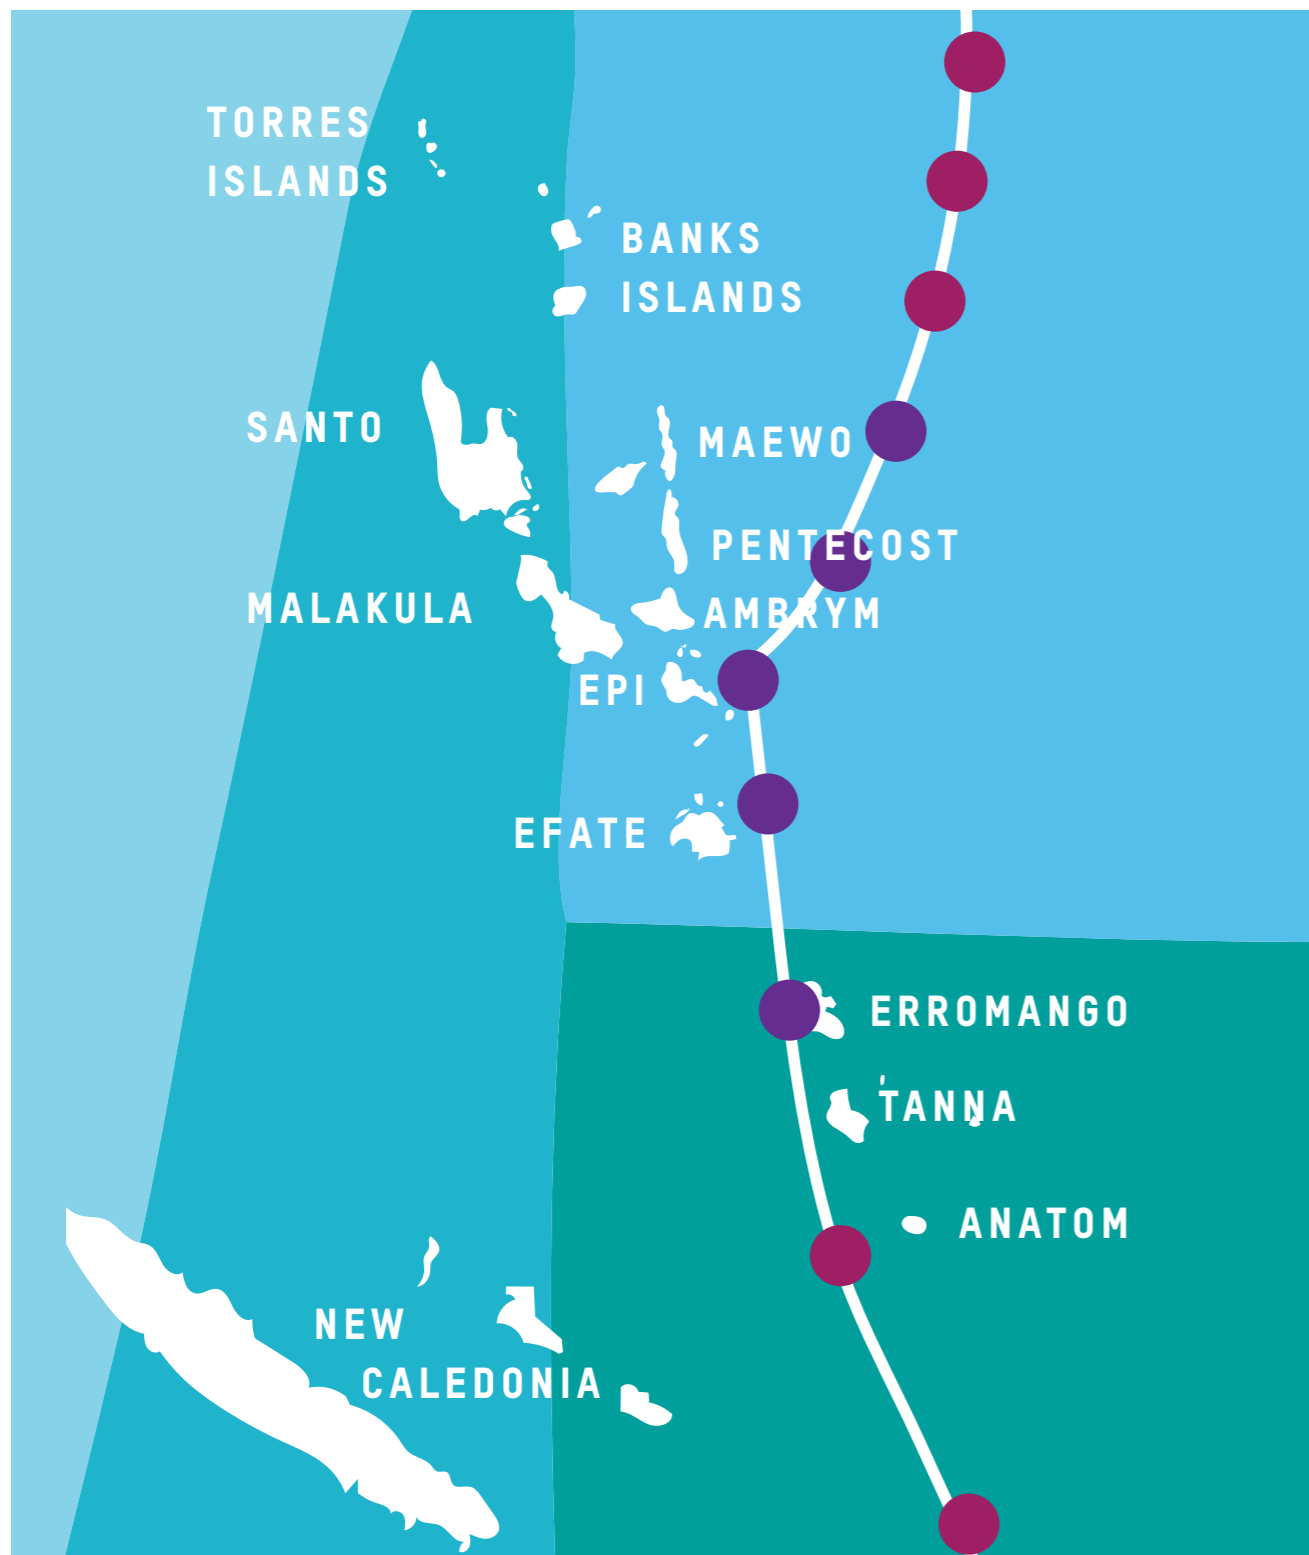 TORRES
ISLANDS
BANKS
ISLANDS
SANTO
MAEWO
PENTECOST
MALAKULA
AMBRYM
EPI
EFATE
ERROMANGO
TANNA
ANATOM
NEW
CALEDONIA